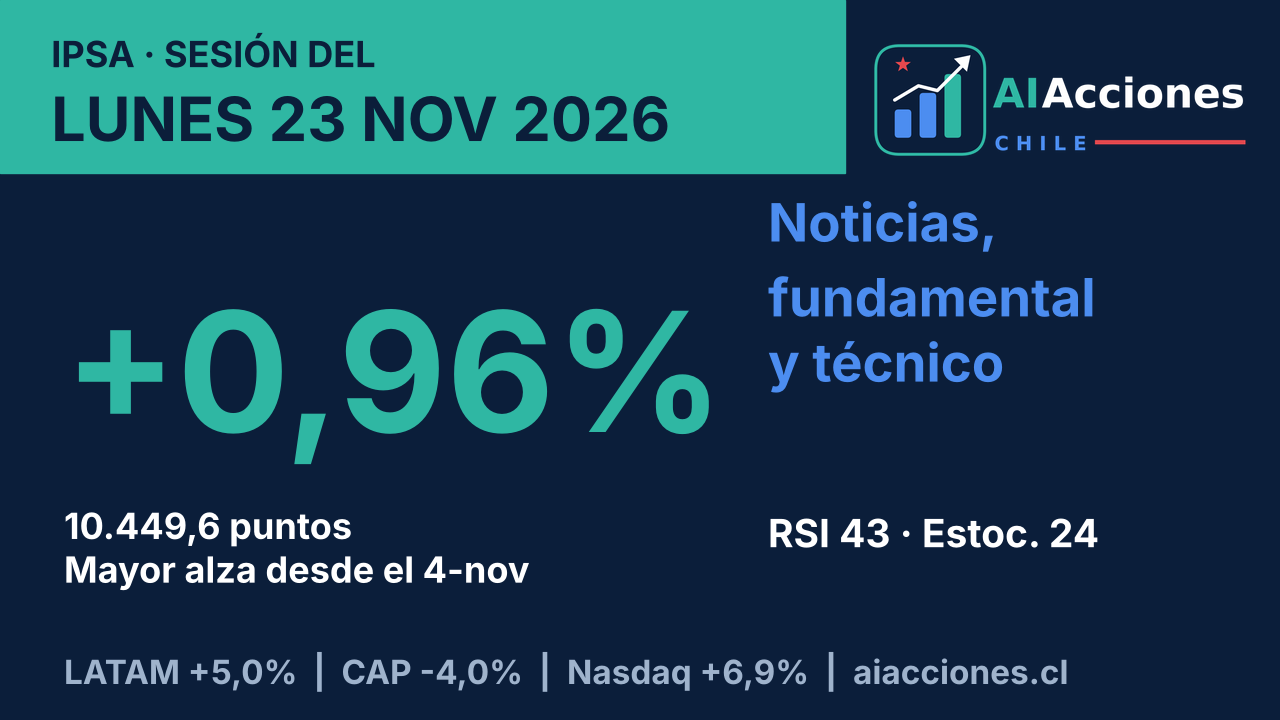 IPSA · SESIÓN DEL
LUNES 23 NOV 2026
AIAcciones
CHILE
Noticias,
fundamental
y técnico
+0,96%
10.449,6 puntos
Mayor alza desde el 4-nov
RSI 43 · Estoc. 24
LATAM +5,0% | CAP -4,0% | Nasdaq +6,9% | aiacciones.cl